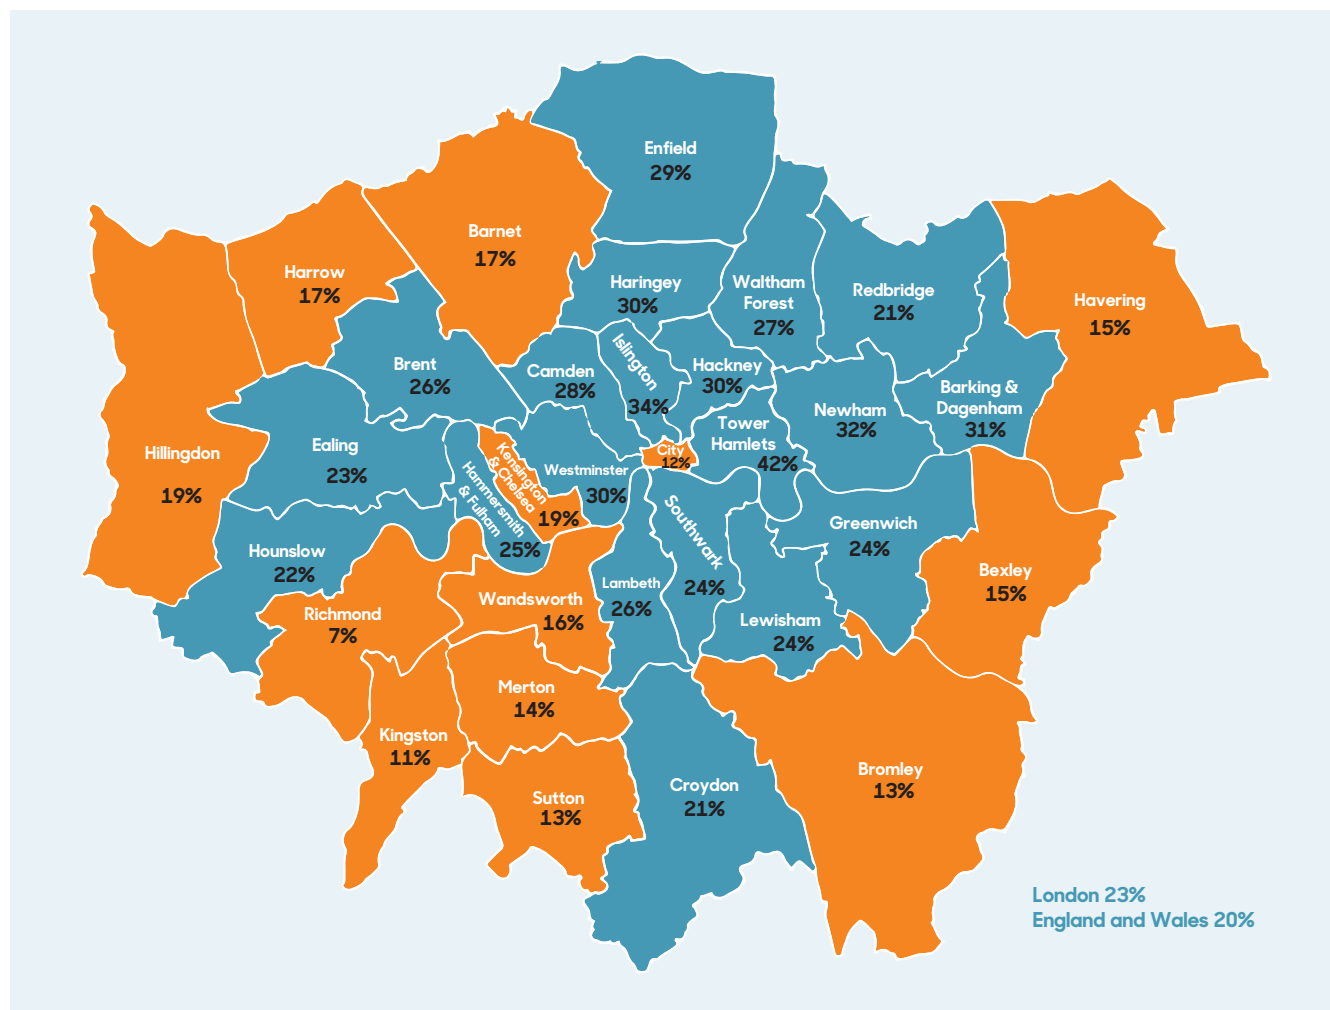 Enfield
29%
Barnet
17%
Harrow
17%
Haringey
30%
Waltham
Forest
27%
Redbridge
21%
Havering
15%
Brent
26%
Camden
28%
Islington
34%
Hackney
30%
Barking &
Dagenham
31%
Newham
32%
Tower
Hamlets
42%
Hillingdon
19%
Ealing
23%
Hammersmith
& Fulham
25%
Kensington
& Chelsea
19%
Westminster
30%
City
12%
Southwark
24%
Greenwich
24%
Hounslow
22%
Bexley
15%
Richmond
7%
Wandsworth
16%
Lambeth
26%
Lewisham
24%
Merton
14%
Kingston
11%
Sutton
13%
Croydon
21%
Bromley
13%
London 23%
England and Wales 20%